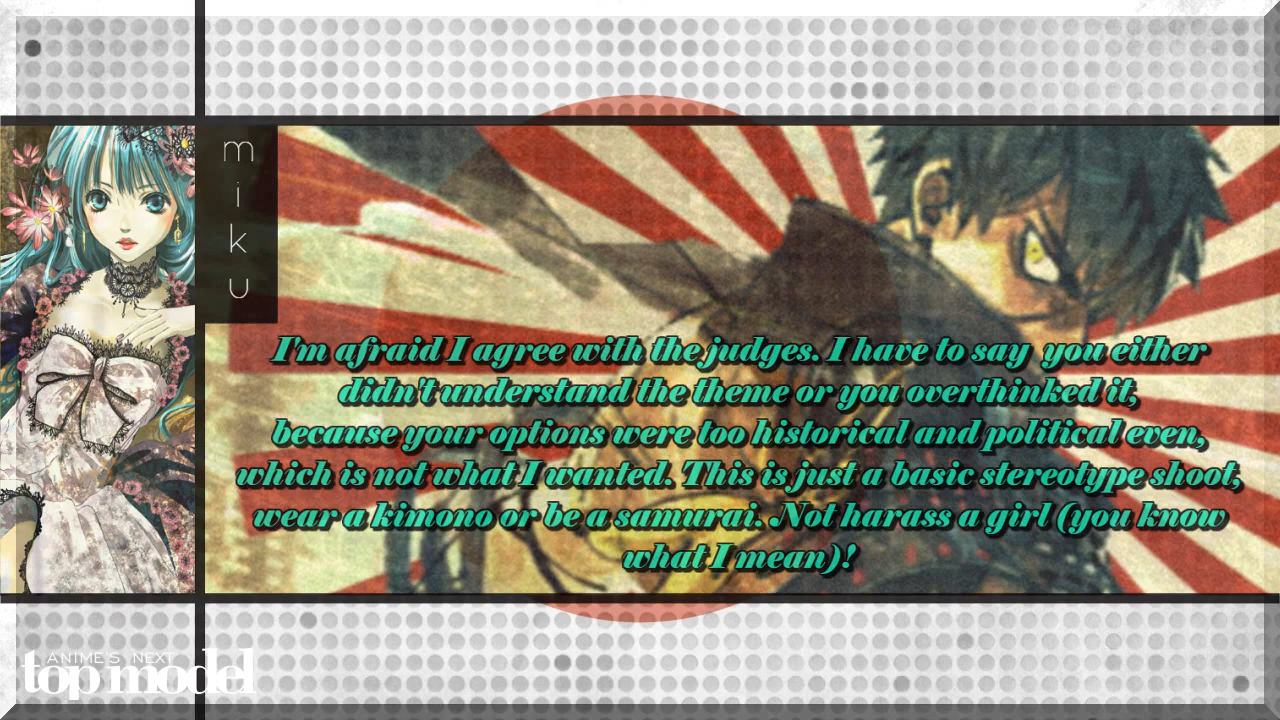 m
i
k
u
I'm afraid I agree with the judges. I have to say you either
didn't understand the theme or you overthinked it,
because your options were too historical and political even,
which is not what I wanted. This is just a basic stereotype shoot,
wear a kimono or be a samurai. Not harass a girl (you know
what I mean)!
ANIME'S NEXT
top model